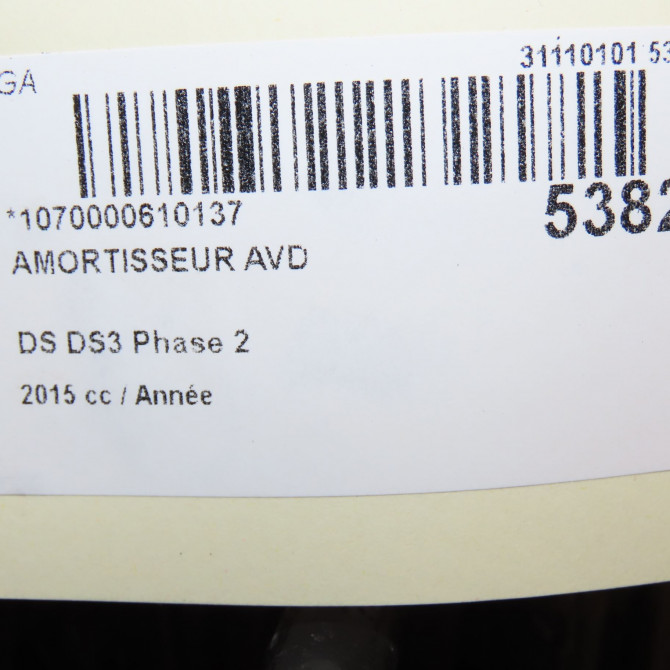 31110101 53
GA
*1070000610137
5382
AMORTISSEUR AVD
DS DS3 Phase 2
2015 cc / Année